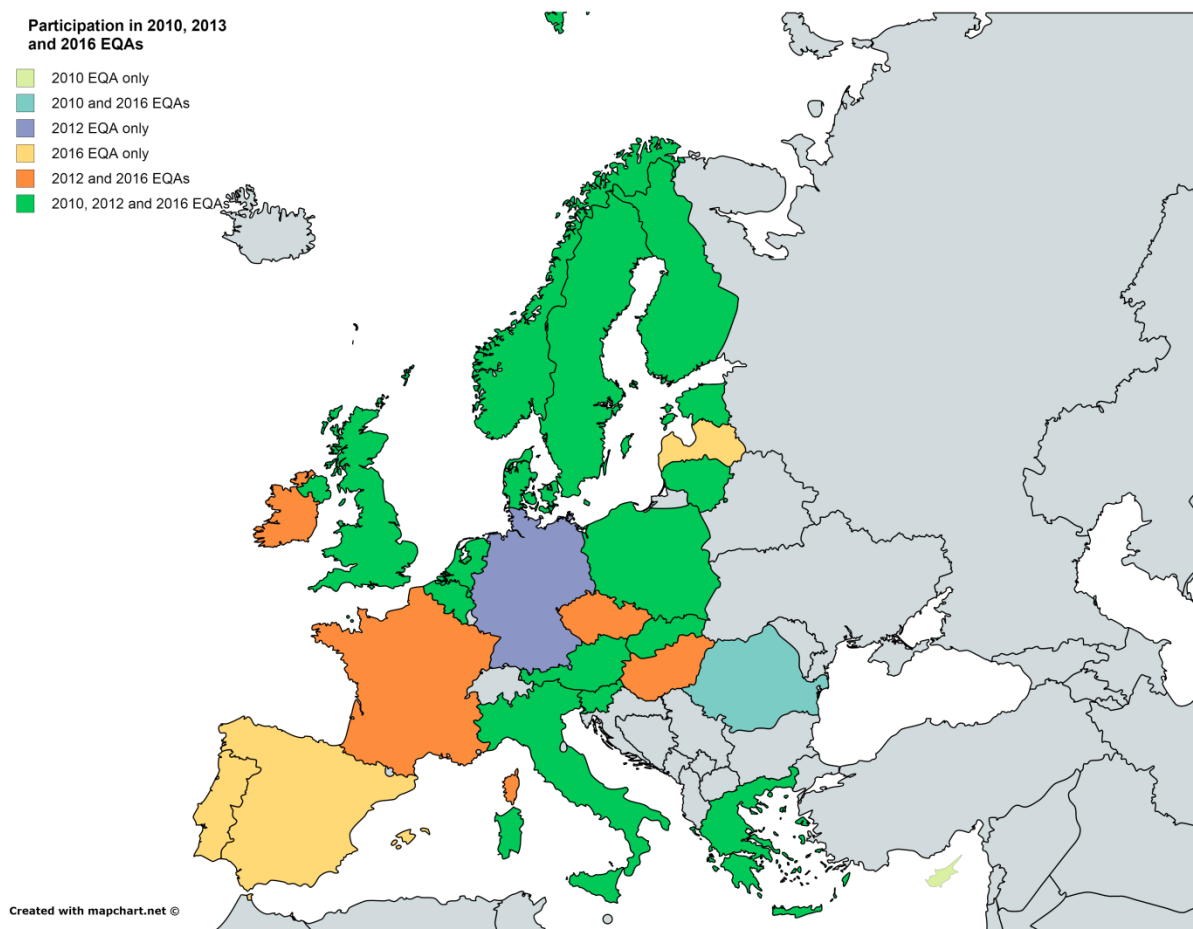 Participation in 2010, 2013
and 2016 EQAs
2010 EQA only
2010 and 2016 EQAs
2012 EQA only
2016 EQA only
2012 and 2016 EQAs
2010, 2012 and 2016 EQAs
Created with mapchart.net ©